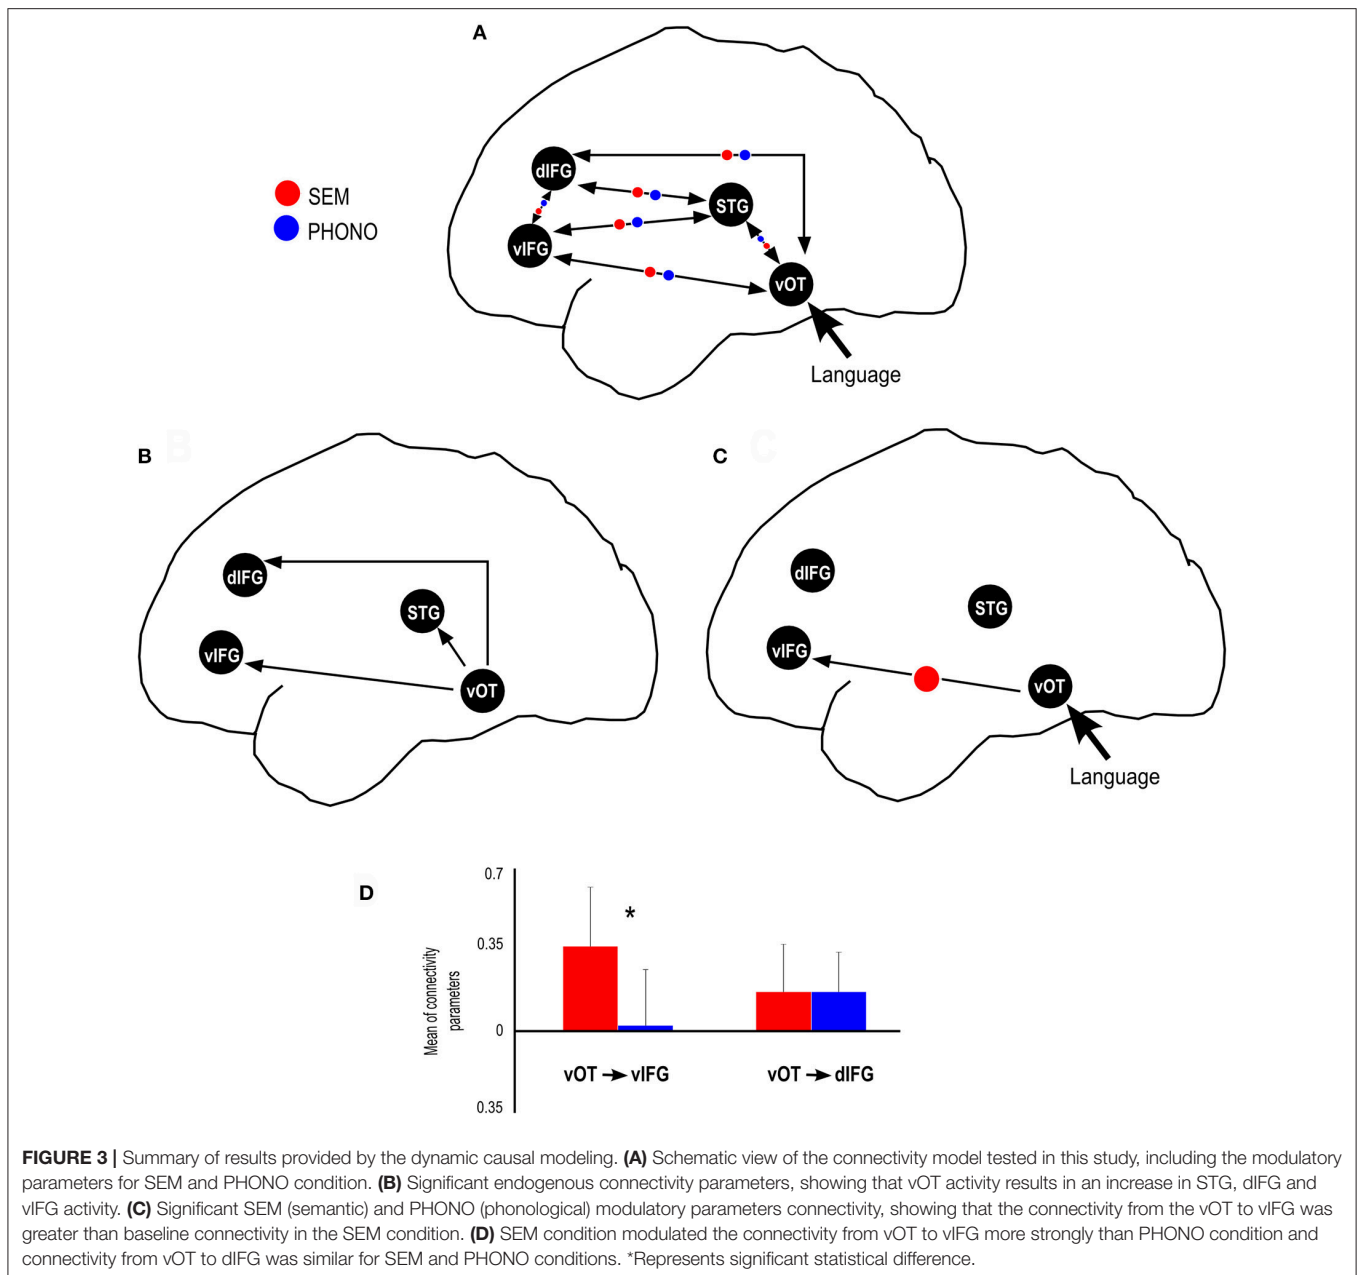 A
SEM
PHONO
dIFG
STG
vIFG
vOT
Language
B
dIFG
STG
vIFG
vOT
C
dIFG
STG
vIFG
vOT
Language
D
Mean of connectivity
parameters
0.7
0.35
0
0.35
*
vOT → vIFG
vOT → dIFG
FIGURE 3 | Summary of results provided by the dynamic causal modeling. (A) Schematic view of the connectivity model tested in this study, including the modulatory
parameters for SEM and PHONO condition. (B) Significant endogenous connectivity parameters, showing that vOT activity results in an increase in STG, dIFG and
vIFG activity. (C) Significant SEM (semantic) and PHONO (phonological) modulatory parameters connectivity, showing that the connectivity from the vOT to vIFG was
greater than baseline connectivity in the SEM condition. (D) SEM condition modulated the connectivity from vOT to vIFG more strongly than PHONO condition and
connectivity from vOT to dIFG was similar for SEM and PHONO conditions. *Represents significant statistical difference.